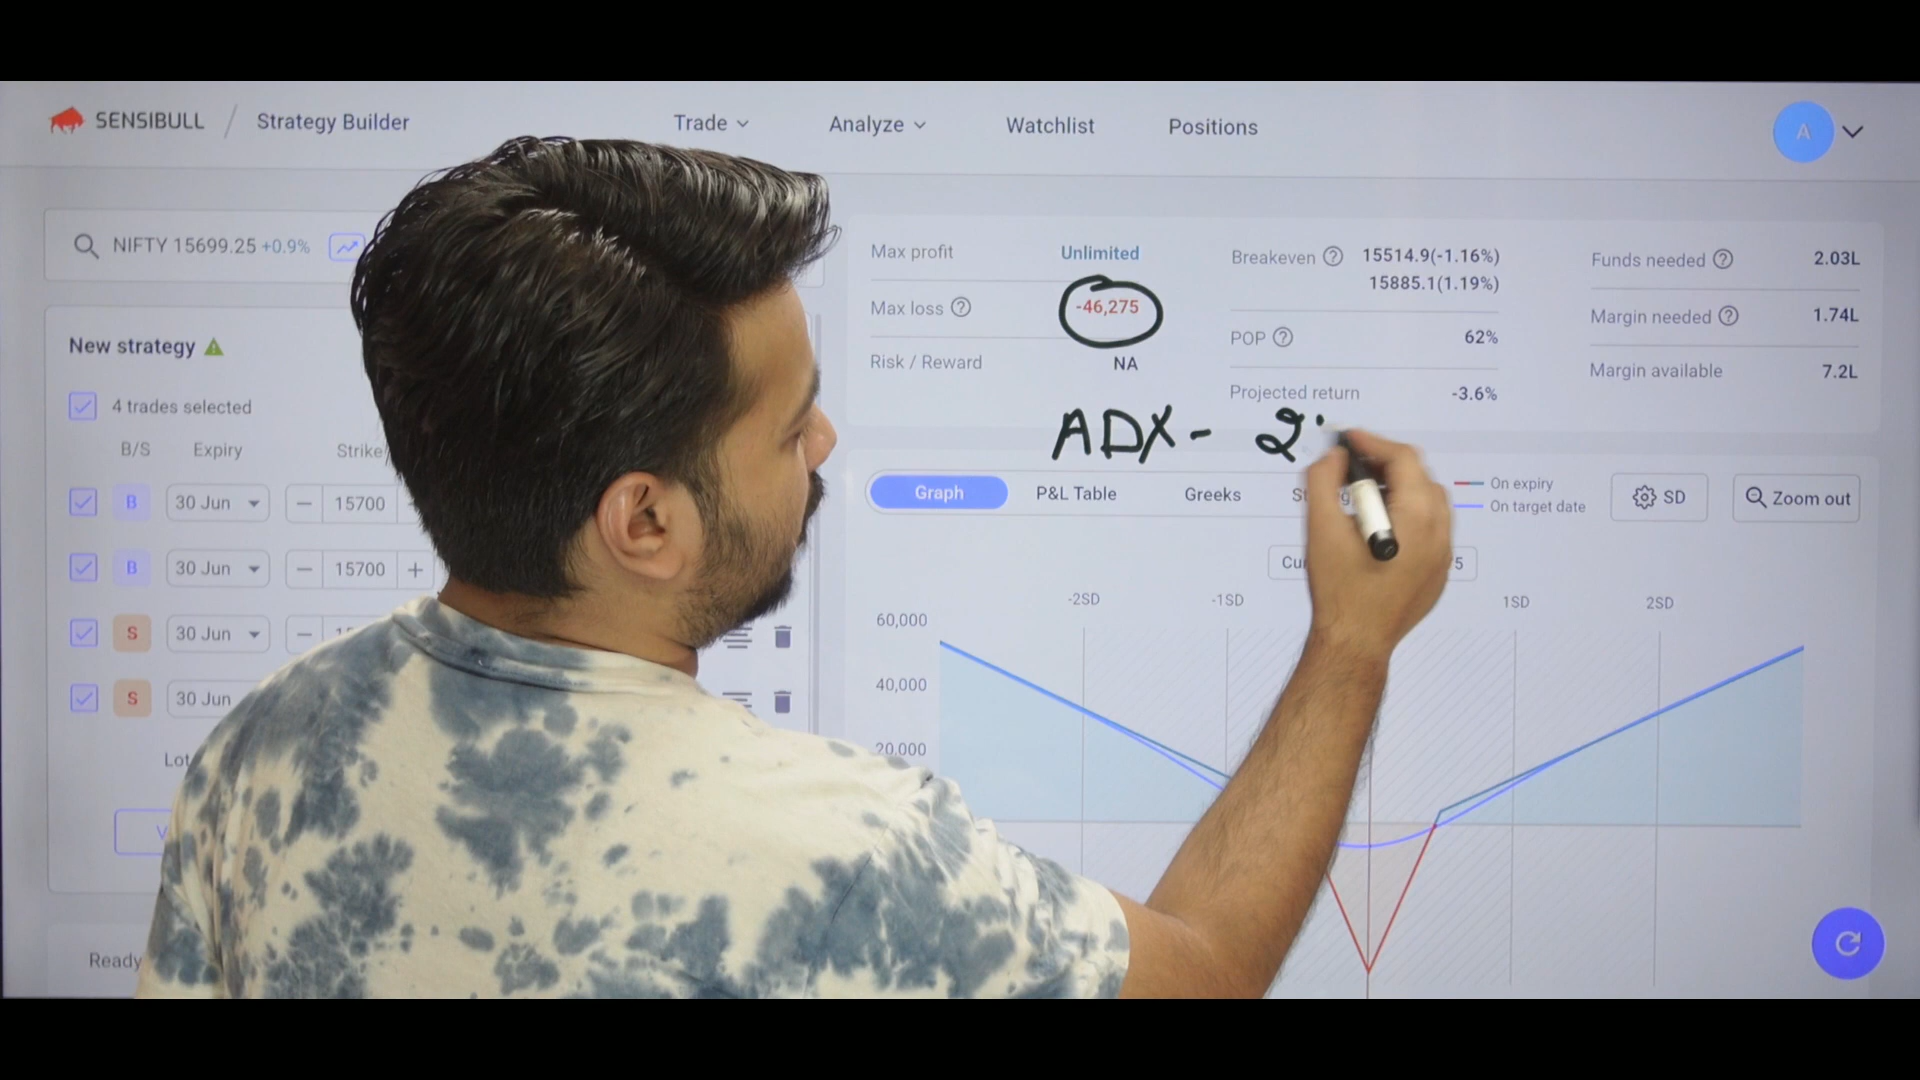 SENSIBULL / Strategy Builder
Trade Analyze Watchlist Positions A
NIFTY 15699.25 +0.9%
Max profit Unlimited
Max loss ? -46,275
Risk / Reward NA
Breakeven ? 15514.9(-1.16%)
15885.1(1.19%)
POP ? 62%
Projected return -3.6%
Funds needed ? 2.03L
Margin needed ? 1.74L
Margin available 7.2L
New strategy
4 trades selected
B/S Expiry Strike
B 30 Jun − 15700
B 30 Jun − 15700 +
S 30 Jun −
S 30 Jun
Ready
ADX - 2
Graph P&L Table Greeks
On expiry
On target date
SD
Zoom out
-2SD -1SD 1SD 2SD
60,000
40,000
20,000